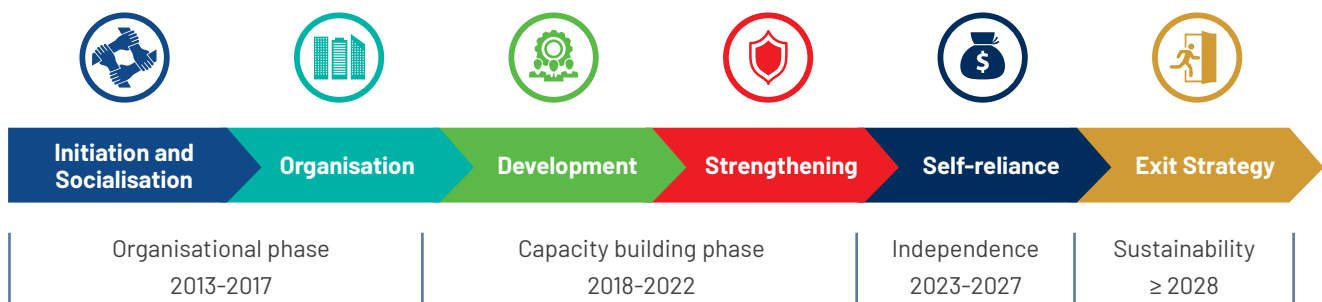 $
Initiation and
Socialisation
Organisation
Development
Strengthening
Self-reliance
Exit Strategy
Organisational phase
2013-2017
Capacity building phase
2018-2022
Independence
2023-2027
Sustainability
≥ 2028